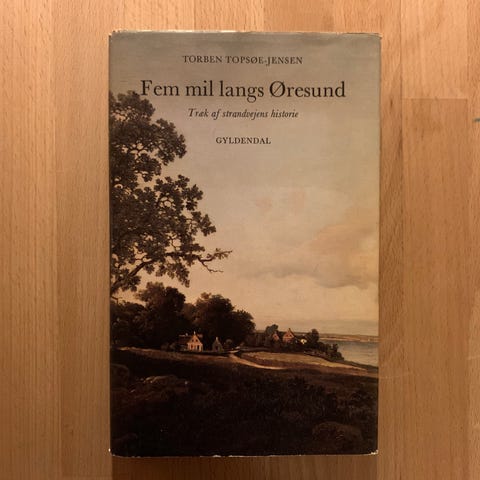 TORBEN TOPSØE-JENSEN
Fem mil langs Øresund
Træk af strandvejens historie
GYLDENDAL